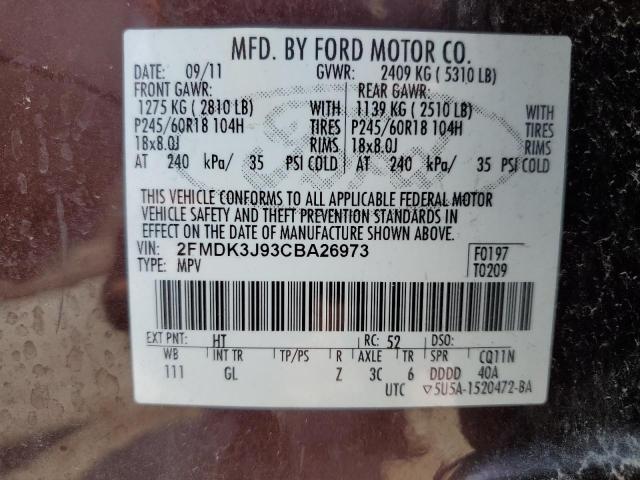 MFD. BY FORD MOTOR CO.
DATE: 09/11 GVWR: 2409 KG ( 5310 LB)
FRONT GAWR: REAR GAWR:
1275 KG ( 2810 LB) WITH 1139 KG ( 2510 LB) WITH
P245/60R18 104H TIRES P245/60R18 104H TIRES
18x8.0J RIMS 18x8.0J RIMS
AT 240 kPa/ 35 PSI COLD AT 240 kPa/ 35 PSI COLD
THIS VEHICLE CONFORMS TO ALL APPLICABLE FEDERAL MOTOR
VEHICLE SAFETY AND THEFT PREVENTION STANDARDS IN
EFFECT ON THE DATE OF MANUFACTURE SHOWN ABOVE.
VIN: 2FMDK3J93CBA26973 F0197
TYPE: MPV T0209
EXT PNT: HT RC: 52 DSO:
WB INT TR TP/PS R AXLE TR SPR CQ11N
111 GL Z 3C 6 DDDD 40A
UTC ▽5U5A-1520472-BA